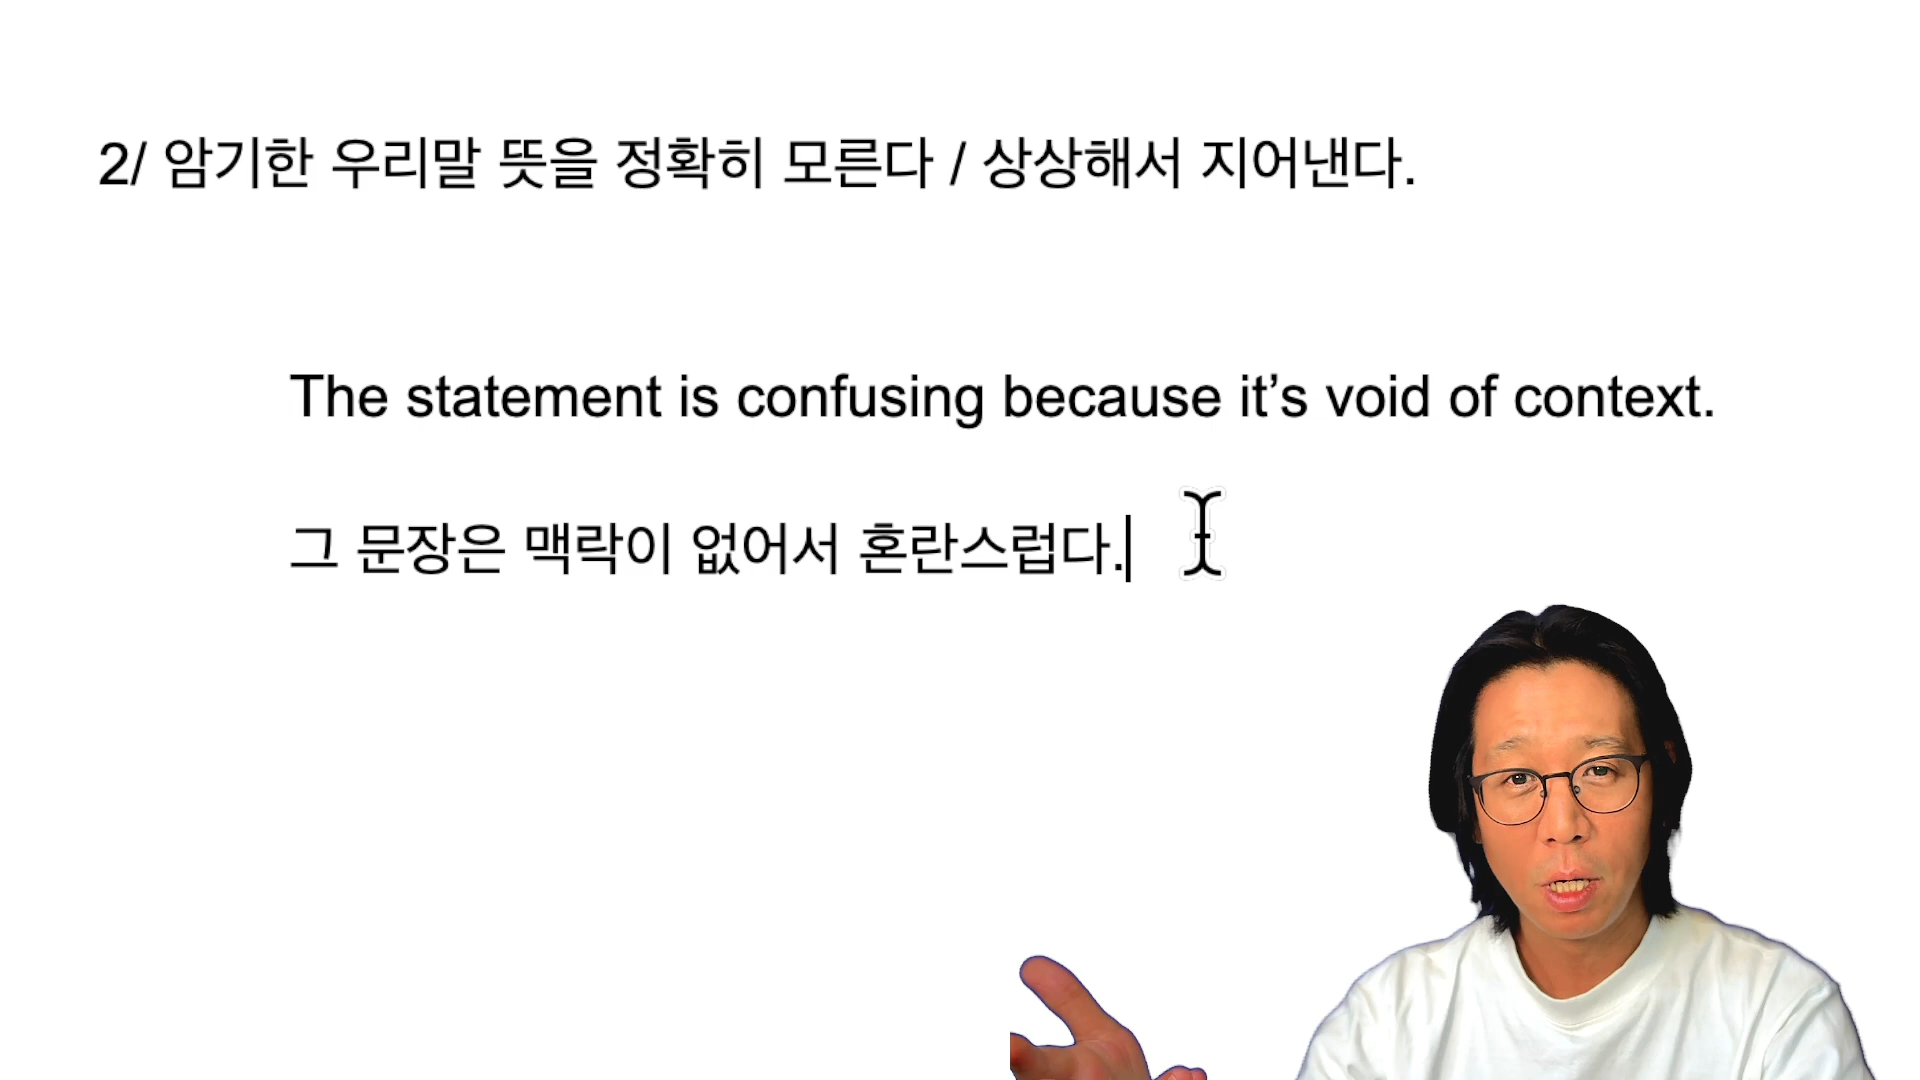 2/ 암기한 우리말 뜻을 정확히 모른다 / 상상해서 지어낸다.
The statement is confusing because it’s void of context.
그 문장은 맥락이 없어서 혼란스럽다.